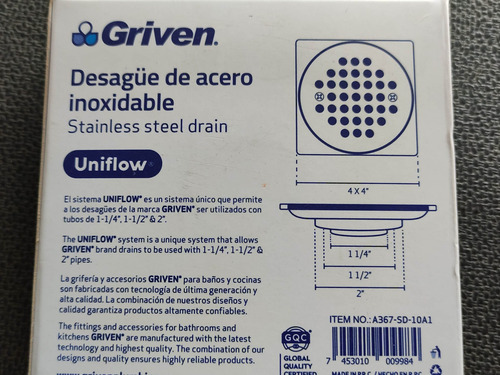 Griven.
Desagüe de acero
inoxidable
Stainless steel drain
Uniflow
El sistema UNIFLOW® es un sistema único que permite
a los desagües de la marca GRIVEN® ser utilizados con
tubos de 1-1/4", 1-1/2" & 2".
The UNIFLOW® system is a unique system that allows
GRIVEN® brand drains to be used with 1-1/4", 1-1/2" &
2" pipes.
La grifería y accesorios GRIVEN® para baños y cocinas
son fabricadas con tecnología de última generación y
alta calidad. La combinación de nuestros diseños y
calidad garantiza productos altamente confiables.
The fittings and accessories for bathrooms and
kitchens GRIVEN® are manufactured with the latest
technology and highest quality. The combination of our
designs and quality ensures highly reliable products.
4 X 4"
1 1/4"
1 1/2"
2"
ITEM NO.: A367-SD-10A1
GQC
GLOBAL
QUALITY
CERTIFIED
7 453010 009984